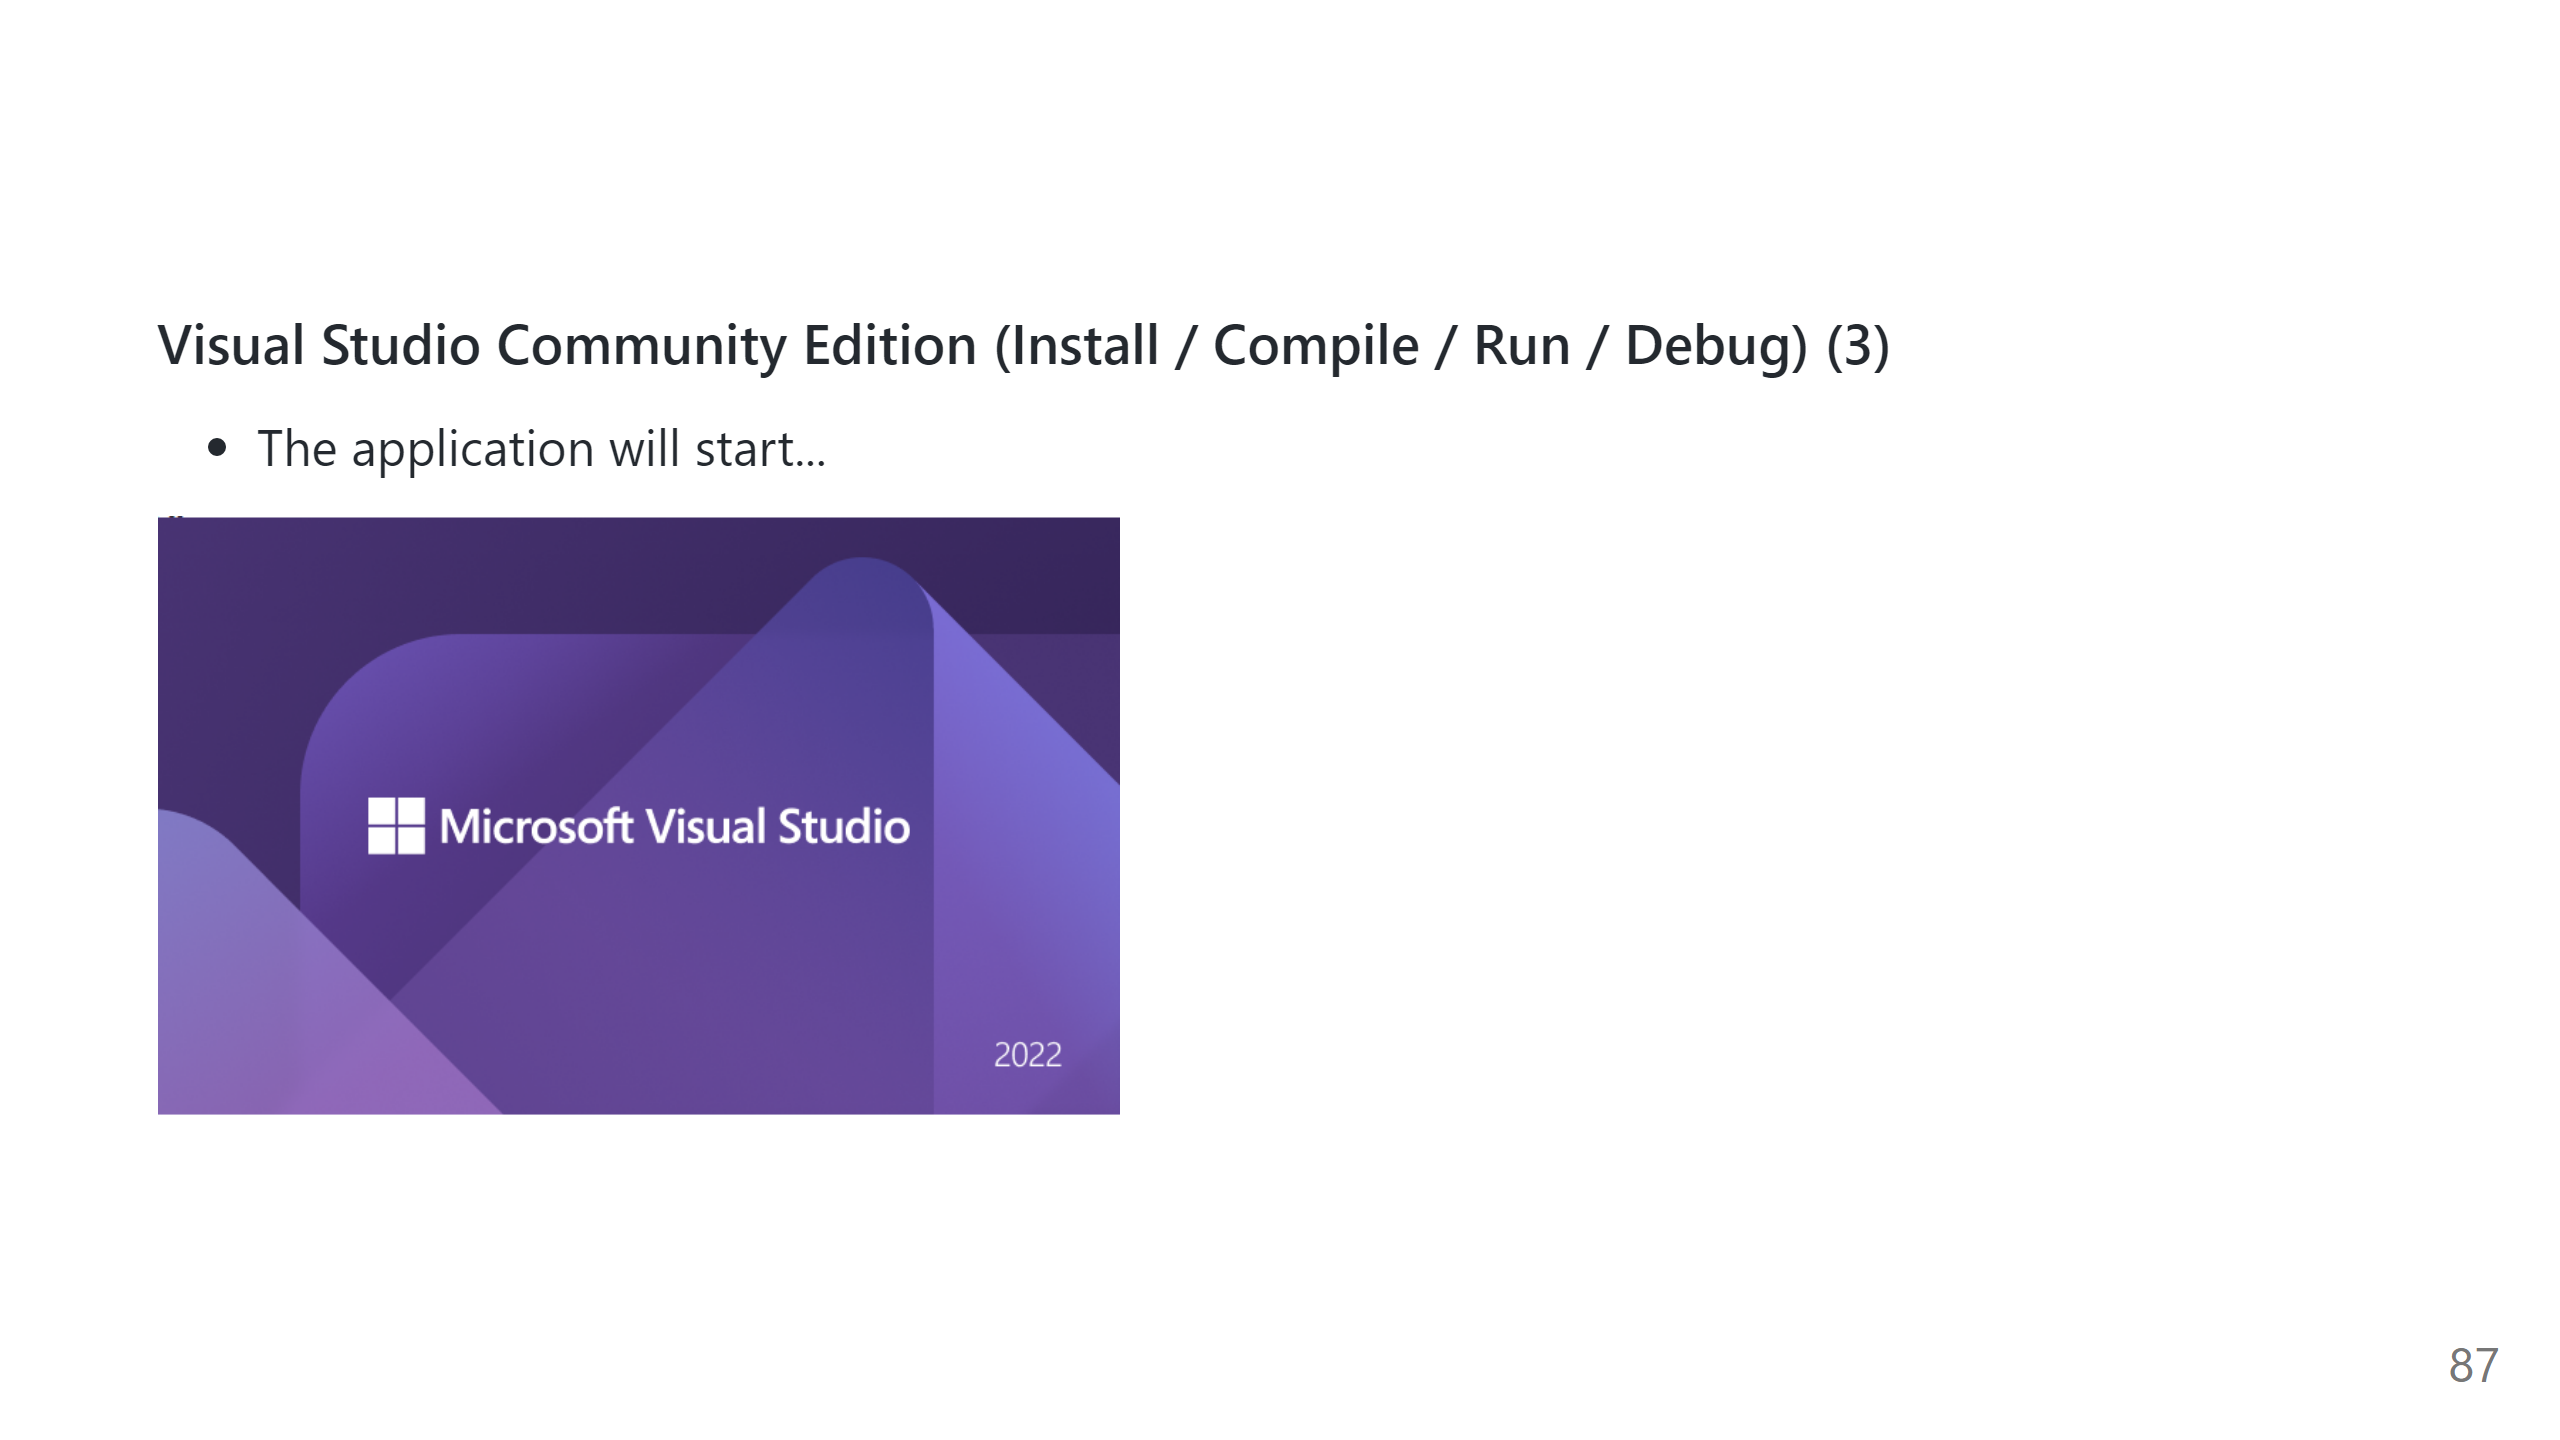 Visual Studio Community Edition (Install / Compile / Run / Debug) (3)
• The application will start...
Microsoft Visual Studio
2022
87